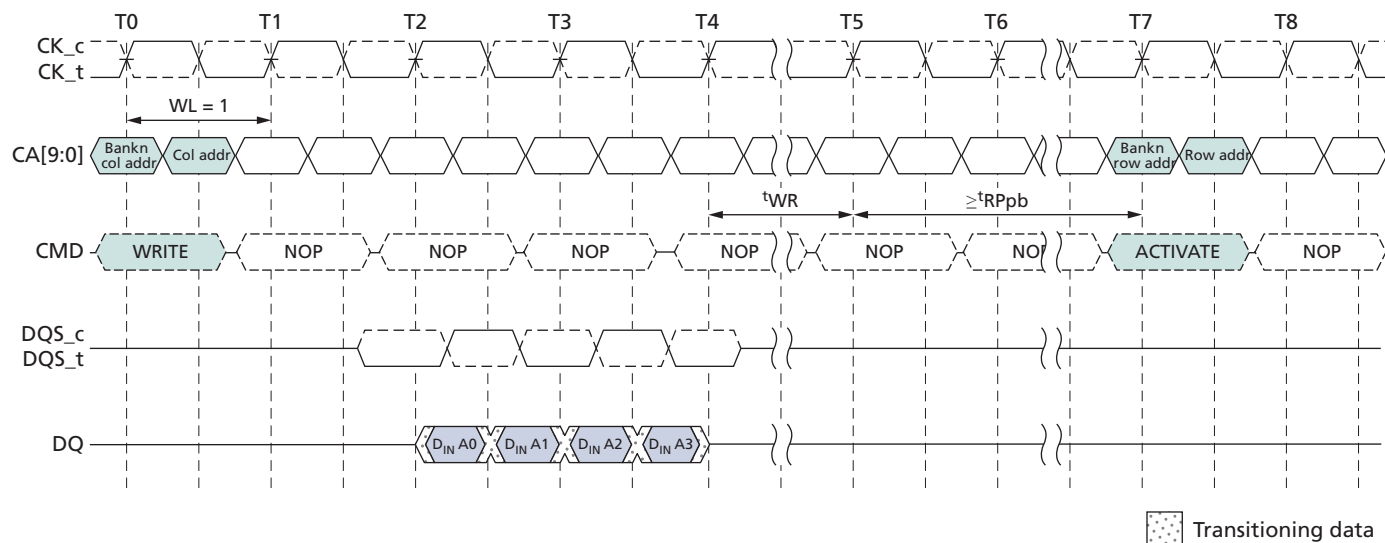 T0 T1 T2 T3 T4 T5 T6 T7 T8
CK_c
CK_t
WL = 1
CA[9:0] Bankn col addr Col addr Bankn row addr Row addr
tWR ≥tRPpb
CMD WRITE NOP NOP NOP NOP NOP NOP ACTIVATE NOP
DQS_c
DQS_t
DQ DIN A0 DIN A1 DIN A2 DIN A3
Transitioning data